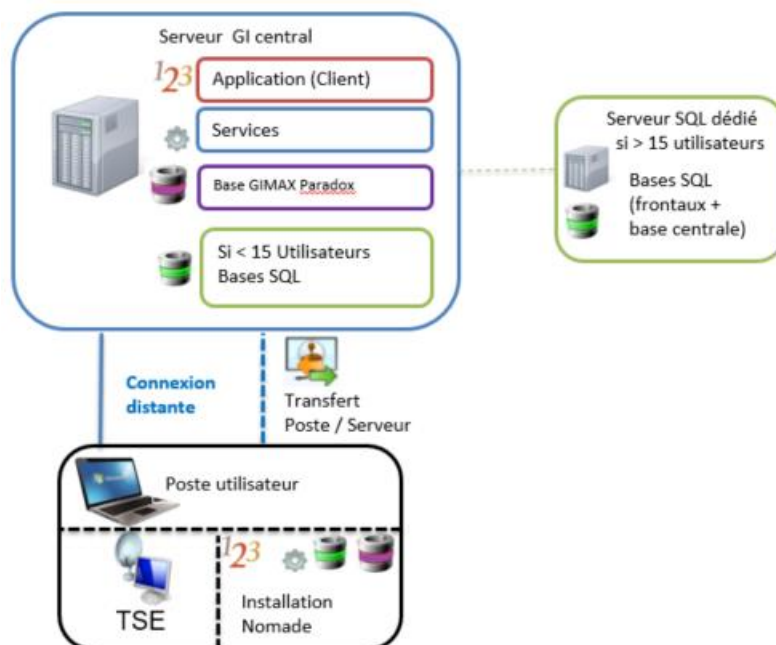 Serveur GI central
123
Application (Client)
Services
Base GIMAX Paradox
Si < 15 Utilisateurs
Bases SQL
Serveur SQL dédié
si > 15 utilisateurs
Bases SQL
(frontaux +
base centrale)
Connexion
distante
Transfert
Poste / Serveur
Poste utilisateur
TSE
123
Installation
Nomade